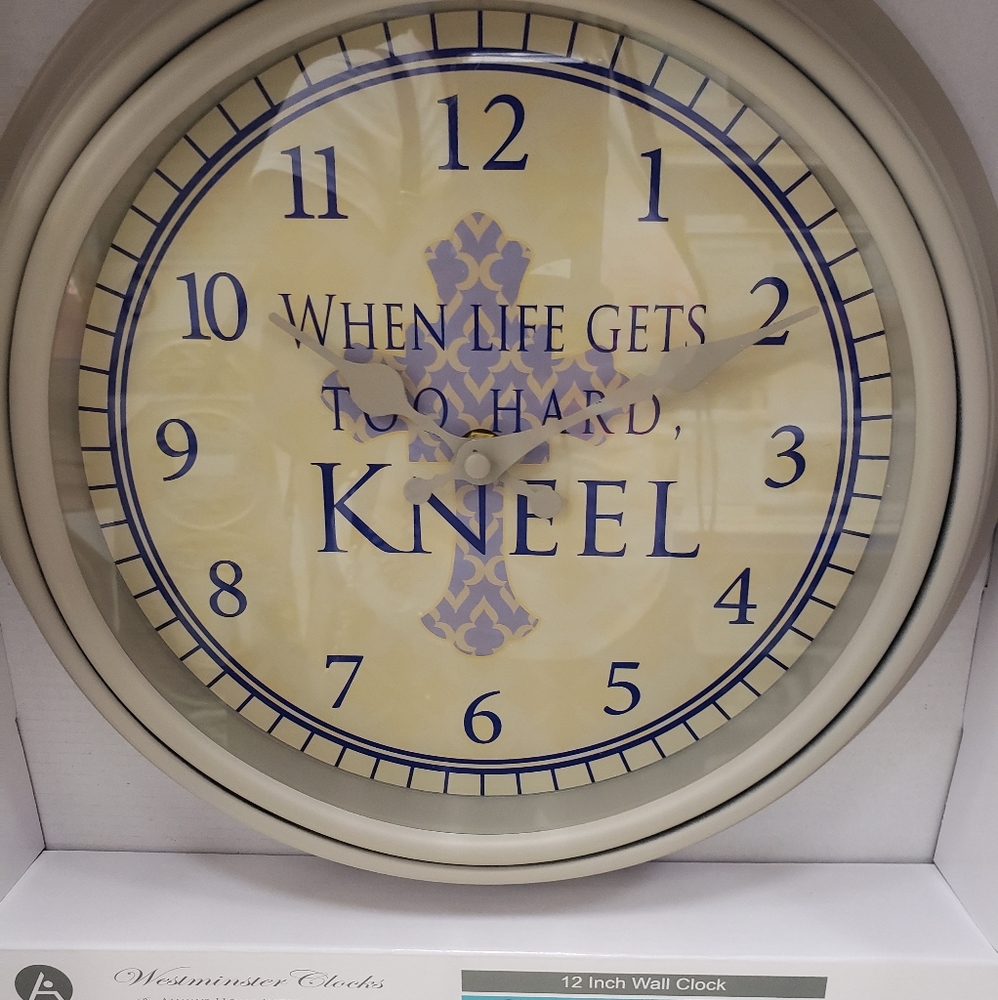 12
11
1
10
2
WHEN LIFE GETS
TOO HARD,
9
3
KNEEL
8
4
7
5
6
Westminster Clocks
12 Inch Wall Clock